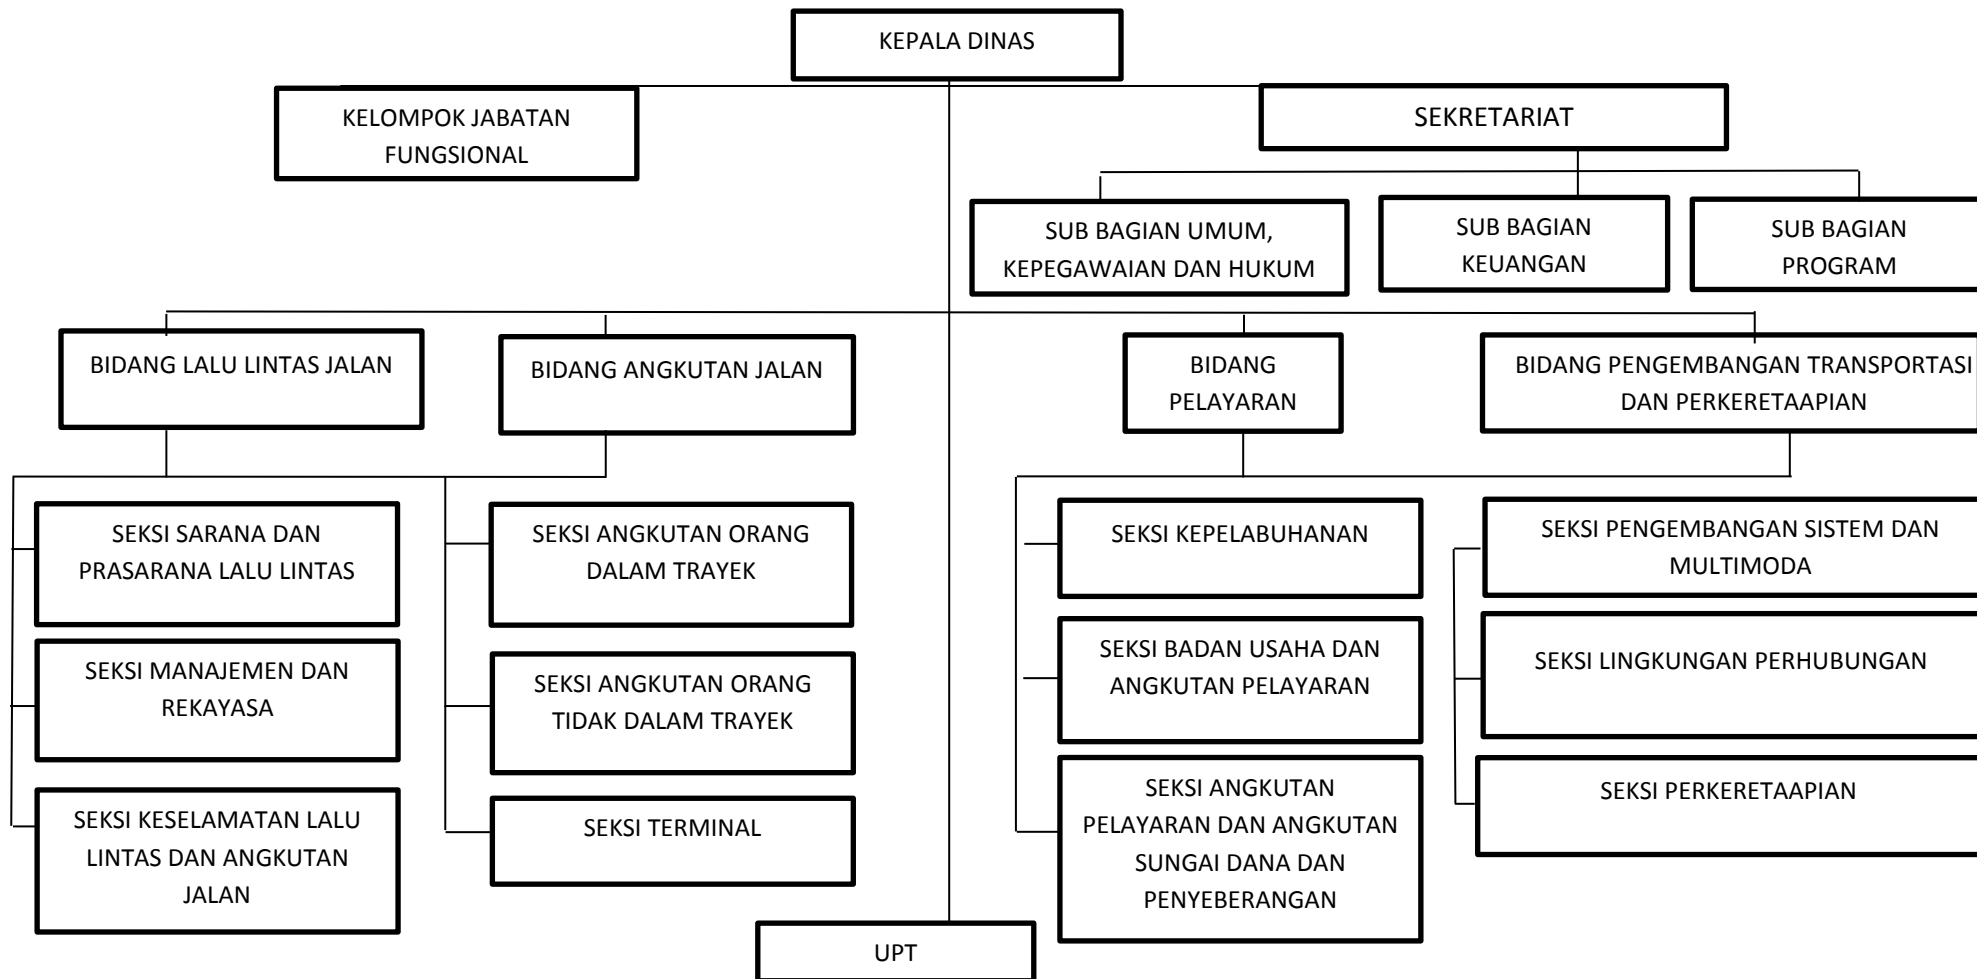 KEPALA DINAS
KELOMPOK JABATAN
FUNGSIONAL
SEKRETARIAT
SUB BAGIAN UMUM,
KEPEGAWAIAN DAN HUKUM
SUB BAGIAN
KEUANGAN
SUB BAGIAN
PROGRAM
BIDANG LALU LINTAS JALAN
BIDANG ANGKUTAN JALAN
BIDANG
PELAYARAN
BIDANG PENGEMBANGAN TRANSPORTASI
DAN PERKERETAAPIAN
SEKSI SARANA DAN
PRASARANA LALU LINTAS
SEKSI MANAJEMEN DAN
REKAYASA
SEKSI KESELAMATAN LALU
LINTAS DAN ANGKUTAN
JALAN
SEKSI ANGKUTAN ORANG
DALAM TRAYEK
SEKSI ANGKUTAN ORANG
TIDAK DALAM TRAYEK
SEKSI TERMINAL
SEKSI KEPELABUHANAN
SEKSI BADAN USAHA DAN
ANGKUTAN PELAYARAN
SEKSI ANGKUTAN
PELAYARAN DAN ANGKUTAN
SUNGAI DANA DAN
PENYEBERANGAN
SEKSI PENGEMBANGAN SISTEM DAN
MULTIMODA
SEKSI LINGKUNGAN PERHUBUNGAN
SEKSI PERKERETAAPIAN
UPT